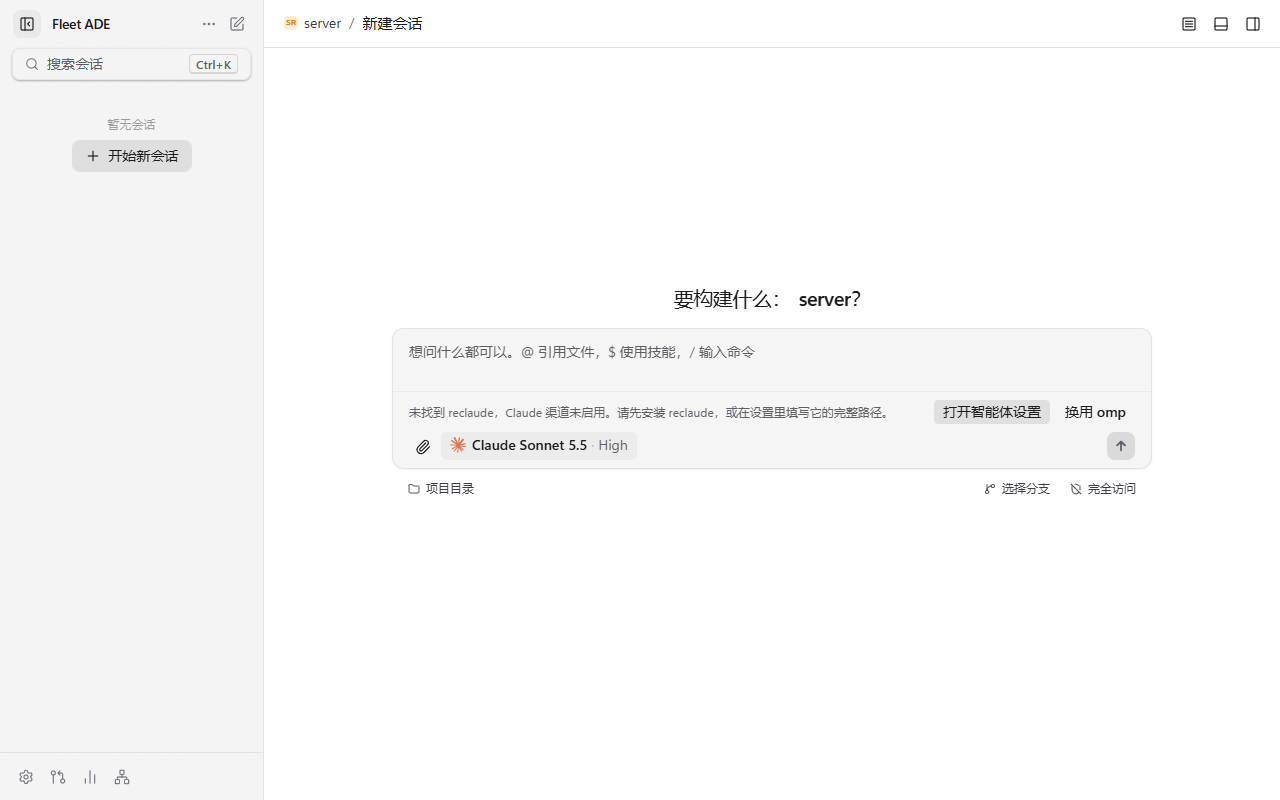 Fleet ADE
搜索会话 Ctrl+K
暂无会话
开始新会话
SR server / 新建会话
要构建什么： server?
想问什么都可以。@ 引用文件，$ 使用技能，/ 输入命令
未找到 reclaude，Claude 渠道未启用。请先安装 reclaude，或在设置里填写它的完整路径。 打开智能体设置 换用 omp
Claude Sonnet 5.5 · High
项目目录 选择分支 完全访问